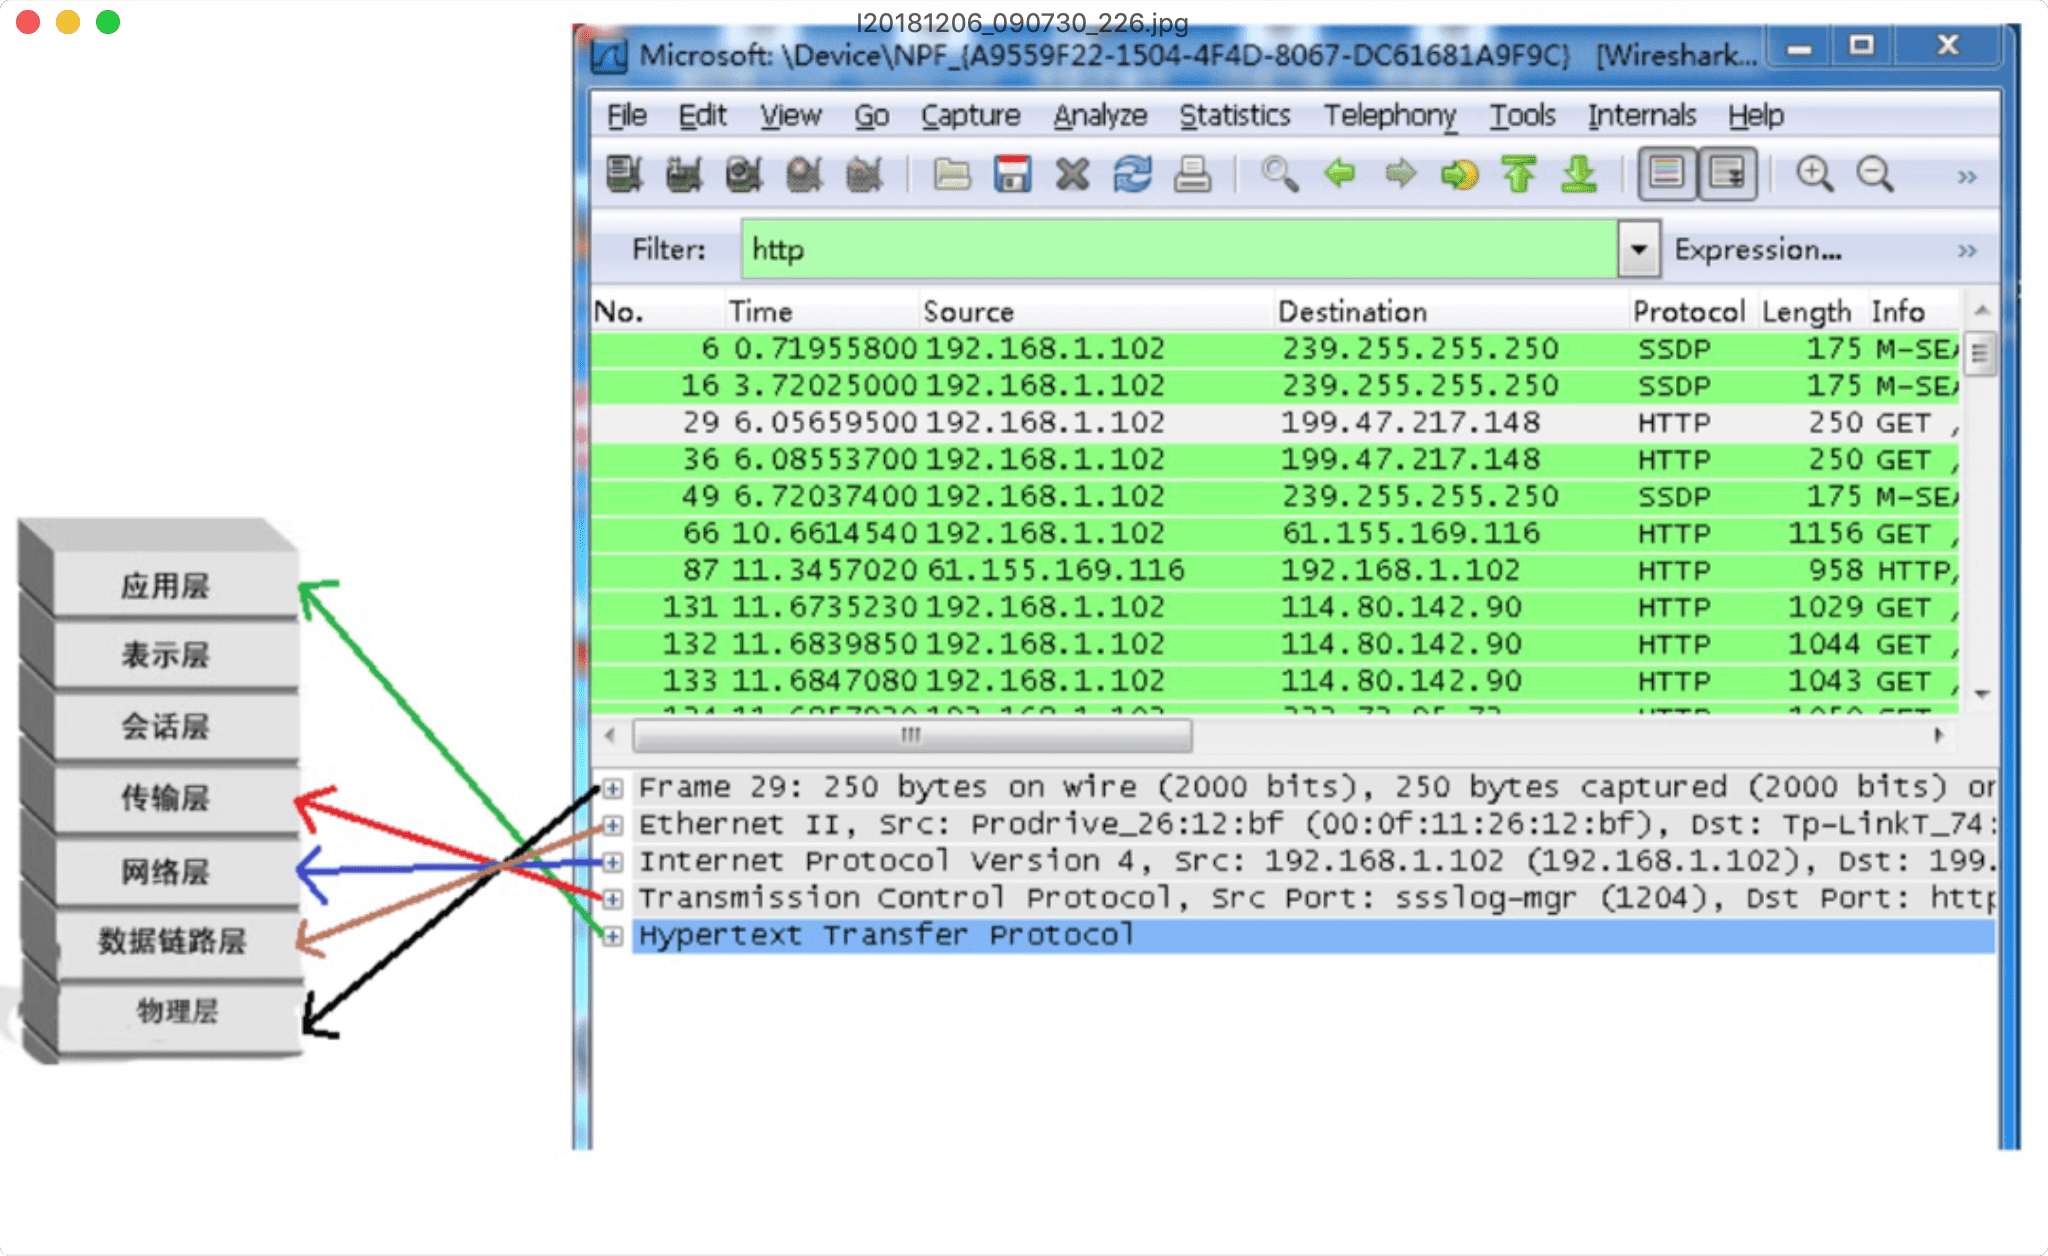 I20181206_090730_226.jpg
Microsoft: \Device\NPF_{A9559F22-1504-4F4D-8067-DC61681A9F9C} [Wireshark...
File Edit View Go Capture Analyze Statistics Telephony Tools Internals Help
Filter: http Expression...
No. Time Source Destination Protocol Length Info
6 0.71955800 192.168.1.102 239.255.255.250 SSDP 175 M-SEA
16 3.72025000 192.168.1.102 239.255.255.250 SSDP 175 M-SEA
29 6.05659500 192.168.1.102 199.47.217.148 HTTP 250 GET /
36 6.08553700 192.168.1.102 199.47.217.148 HTTP 250 GET /
49 6.72037400 192.168.1.102 239.255.255.250 SSDP 175 M-SEA
66 10.6614540 192.168.1.102 61.155.169.116 HTTP 1156 GET /
87 11.3457020 61.155.169.116 192.168.1.102 HTTP 958 HTTP/
131 11.6735230 192.168.1.102 114.80.142.90 HTTP 1029 GET /
132 11.6839850 192.168.1.102 114.80.142.90 HTTP 1044 GET /
133 11.6847080 192.168.1.102 114.80.142.90 HTTP 1043 GET /
Frame 29: 250 bytes on wire (2000 bits), 250 bytes captured (2000 bits) on
Ethernet II, Src: Prodrive_26:12:bf (00:0f:11:26:12:bf), Dst: Tp-LinkT_74:
Internet Protocol Version 4, Src: 192.168.1.102 (192.168.1.102), Dst: 199.
Transmission Control Protocol, Src Port: ssslog-mgr (1204), Dst Port: http
Hypertext Transfer Protocol
应用层
表示层
会话层
传输层
网络层
数据链路层
物理层